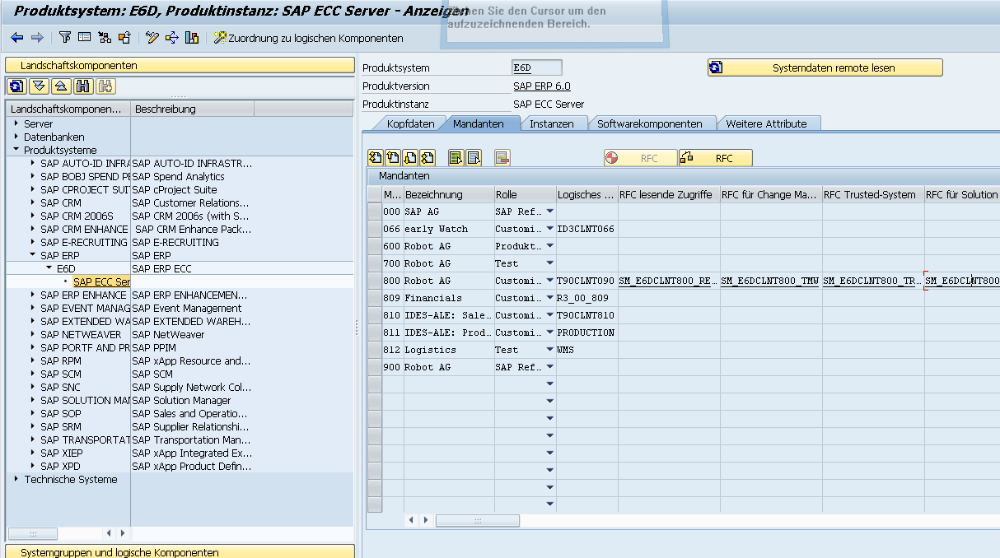 Produktsystem: E6D, Produktinstanz: SAP ECC Server - Anzeigen
Sie den Cursor um den
aufzuzeichnenden Bereich.
Zuordnung zu logischen Komponenten
Landschaftskomponenten
Landschaftskomponen... Beschreibung
Server
Datenbanken
Produktsysteme
SAP AUTO-ID INFRA SAP AUTO-ID INFRASTR...
SAP BOBJ SPEND PE SAP Spend Analytics
SAP CPROJECT SUIT SAP cProject Suite
SAP CRM SAP Customer Relations...
SAP CRM 2006S SAP CRM 2006s (with S...
SAP CRM ENHANCE SAP CRM Enhance Pack...
SAP E-RECRUITING SAP E-RECRUITING
SAP ERP SAP ERP
E6D SAP ERP ECC
SAP ECC Ser
SAP ERP ENHANCE SAP ERP ENHANCEMEN...
SAP EVENT MANAG SAP Event Management
SAP EXTENDED WA SAP EXTENDED WAREH...
SAP NETWEAVER SAP NetWeaver
SAP PORTF AND PR SAP PPIM
SAP RPM SAP xApp Resource and...
SAP SCM SAP SCM
SAP SNC SAP Supply Network Col...
SAP SOLUTION MAN SAP Solution Manager
SAP SOP SAP Sales and Operatio...
SAP SRM SAP Supplier Relationshi...
SAP TRANSPORTAT SAP Transportation Man...
SAP XIEP SAP xApp Integrated Ex...
SAP XPD SAP xApp Product Defin...
Technische Systeme
Systemgruppen und logische Komponenten
Produktsystem E6D
Systemdaten remote lesen
Produktversion SAP ERP 6.0
Produktinstanz SAP ECC Server
Kopfdaten Mandanten Instanzen Softwarekomponenten Weitere Attribute
RFC RFC
Mandanten
M... Bezeichnung Rolle Logisches ... RFC lesende Zugriffe RFC für Change Ma... RFC Trusted-System RFC für Solution
000 SAP AG SAP Ref...
066 early Watch Customi... ID3CLNT066
600 Robot AG Produkt...
700 Robot AG Test
800 Robot AG Customi... T90CLNT090 SM_E6DCLNT800_RE... SM_E6DCLNT800_TMW SM_E6DCLNT800_TR... SM_E6DCLNT800
809 Financials Customi... R3_00_809
810 IDES-ALE: Sale... Customi... T90CLNT810
811 IDES-ALE: Prod... Customi... PRODUCTION
812 Logistics Test WMS
900 Robot AG SAP Ref...